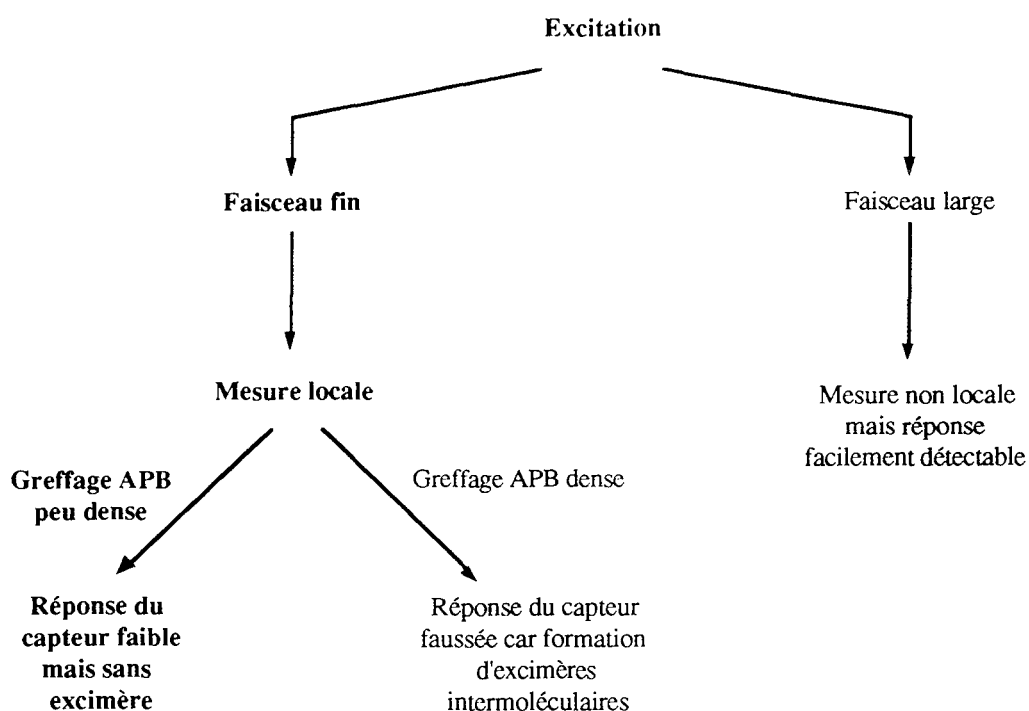 Excitation
Faisceau fin
Faisceau large
Mesure locale
Mesure non locale
mais réponse
facilement détectable
Greffage APB
peu dense
Greffage APB dense
Réponse du
capteur faible
mais sans
excimère
Réponse du capteur
faussée car formation
d'excimères
intermoléculaires